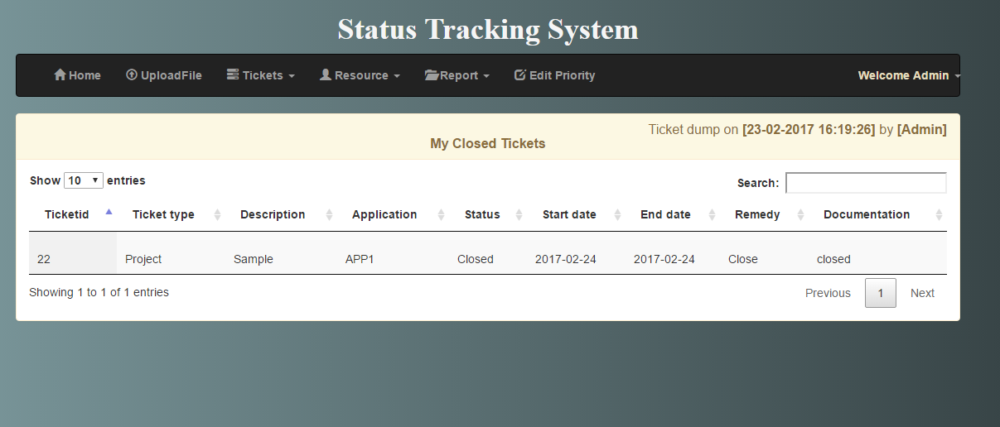 Status Tracking System
Home UploadFile Tickets Resource Report Edit Priority Welcome Admin
Ticket dump on [23-02-2017 16:19:26] by [Admin]
My Closed Tickets
Show 10 entries Search:
Ticketid Ticket type Description Application Status Start date End date Remedy Documentation
22 Project Sample APP1 Closed 2017-02-24 2017-02-24 Close closed
Showing 1 to 1 of 1 entries Previous 1 Next